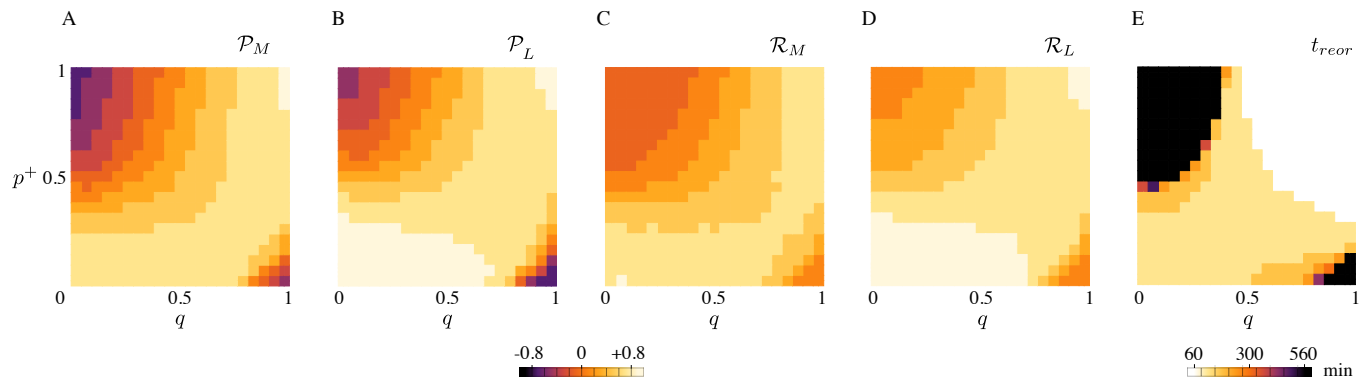 A B C D E
𝒫_M 𝒫_L ℛ_M ℛ_L t_reor
1
p⁺ 0.5
0 0.5 1 0 0.5 1 0 0.5 1 0 0.5 1 0 0.5 1
q q q q q
-0.8 0 +0.8 60 300 560
min